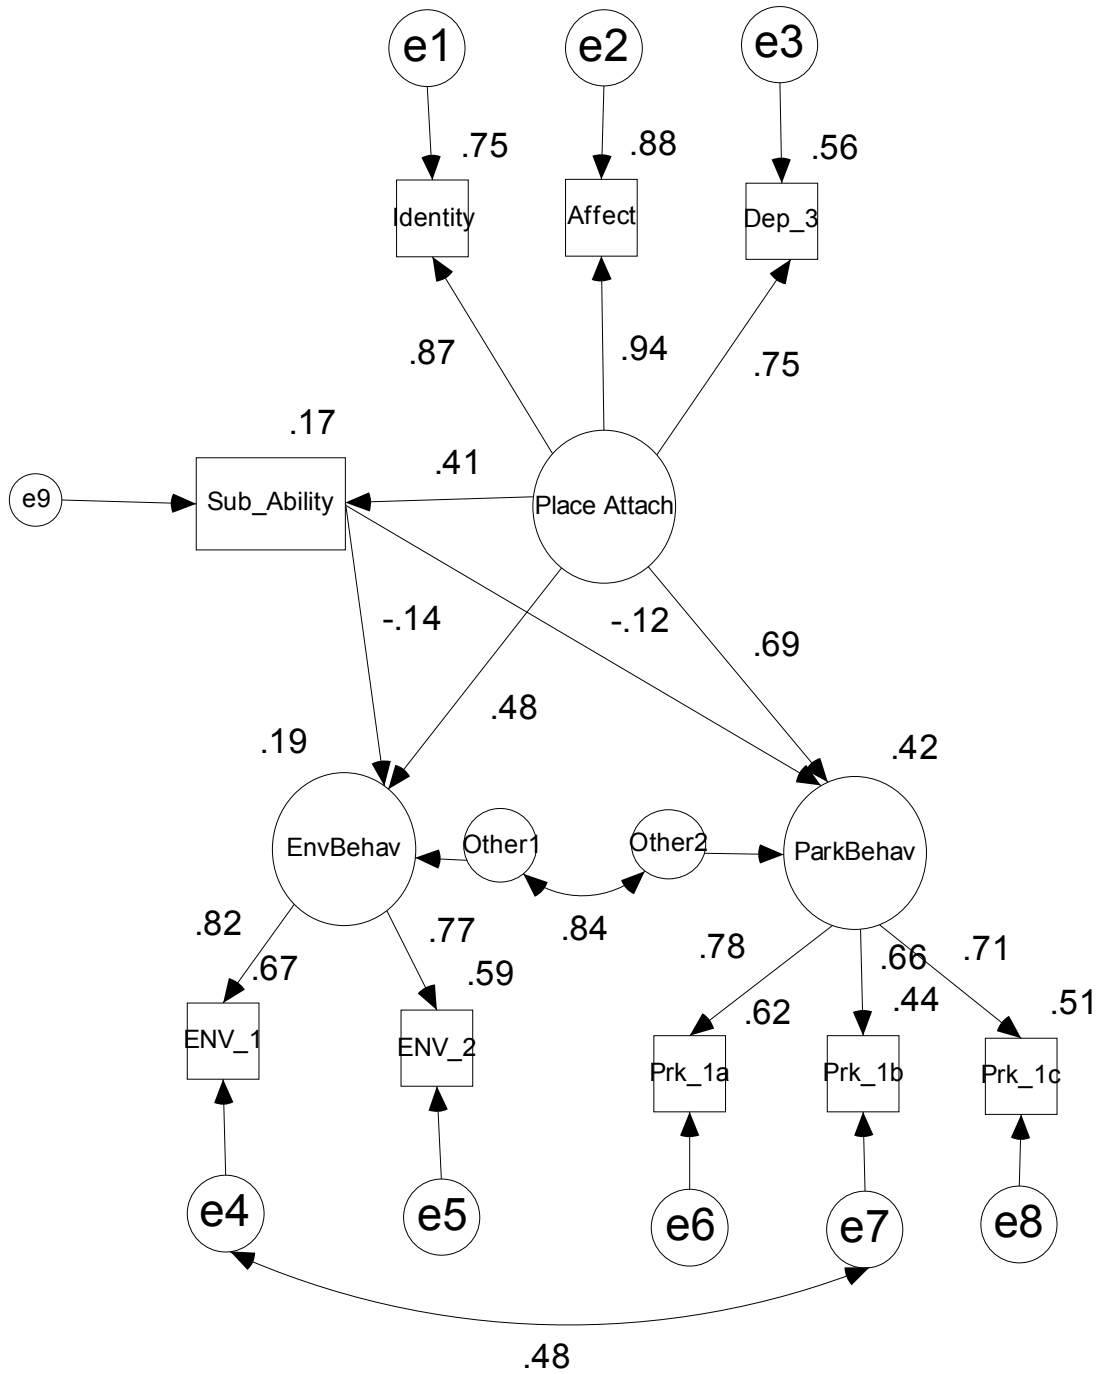 e1
e2
e3
.75
.88
.56
Identity
Affect
Dep_3
.87
.94
.75
.17
.41
e9
Sub_Ability
Place Attach
-.14
-.12
.69
.48
.19
.42
EnvBehav
Other1
Other2
ParkBehav
.84
.82
.77
.78
.66
.71
.67
.59
.62
.44
.51
ENV_1
ENV_2
Prk_1a
Prk_1b
Prk_1c
e4
e5
e6
e7
e8
.48